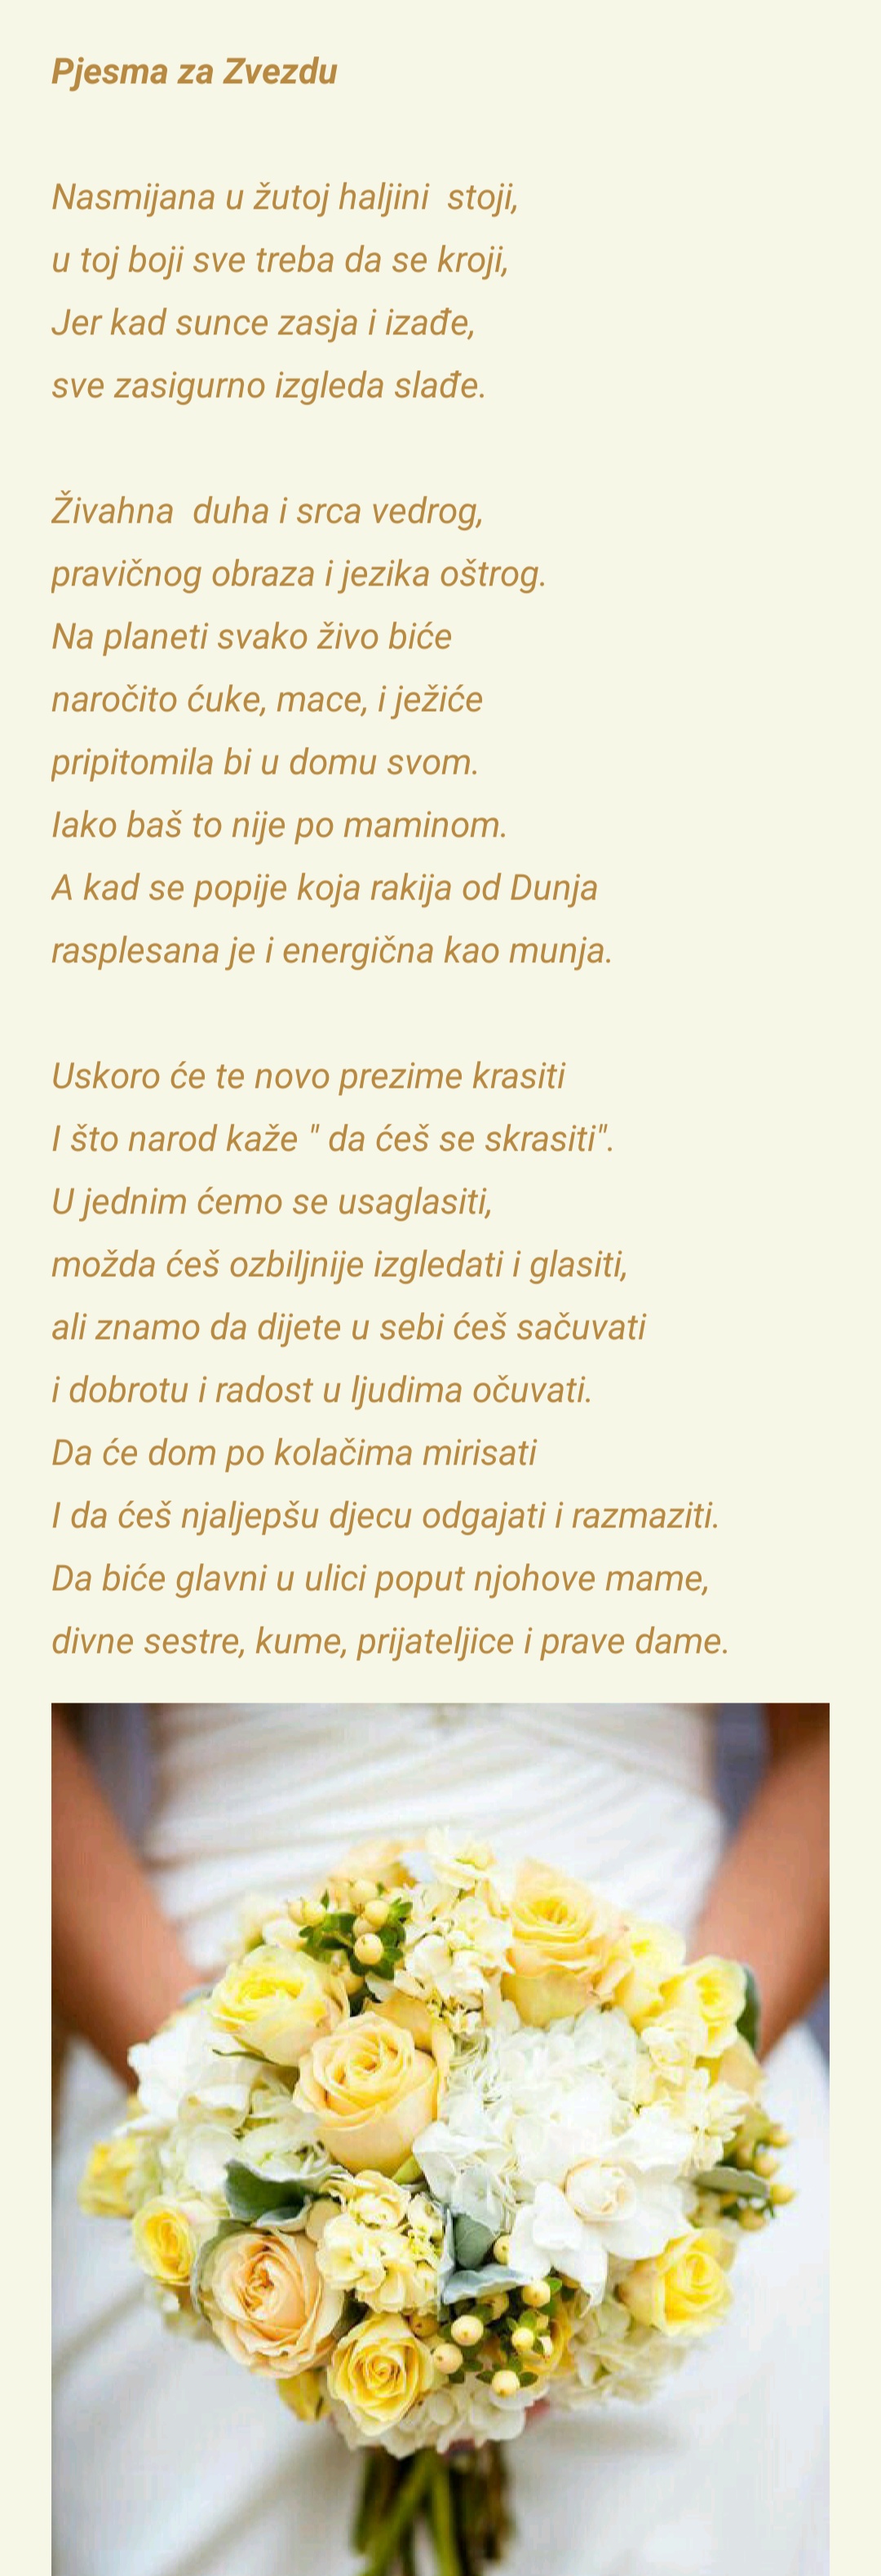 Pjesma za Zvezdu
Nasmijana u žutoj haljini  stoji,
u toj boji sve treba da se kroji,
Jer kad sunce zasja i izađe,
sve zasigurno izgleda slađe.
Živahna  duha i srca vedrog,
pravičnog obraza i jezika oštrog.
Na planeti svako živo biće
naročito ćuke, mace, i ježiće
pripitomila bi u domu svom.
Iako baš to nije po maminom.
A kad se popije koja rakija od Dunja
rasplesana je i energična kao munja.
Uskoro će te novo prezime krasiti
I što narod kaže " da ćeš se skrasiti".
U jednim ćemo se usaglasiti,
možda ćeš ozbiljnije izgledati i glasiti,
ali znamo da dijete u sebi ćeš sačuvati
i dobrotu i radost u ljudima očuvati.
Da će dom po kolačima mirisati
I da ćeš njaljepšu djecu odgajati i razmaziti.
Da biće glavni u ulici poput njohove mame,
divne sestre, kume, prijateljice i prave dame.